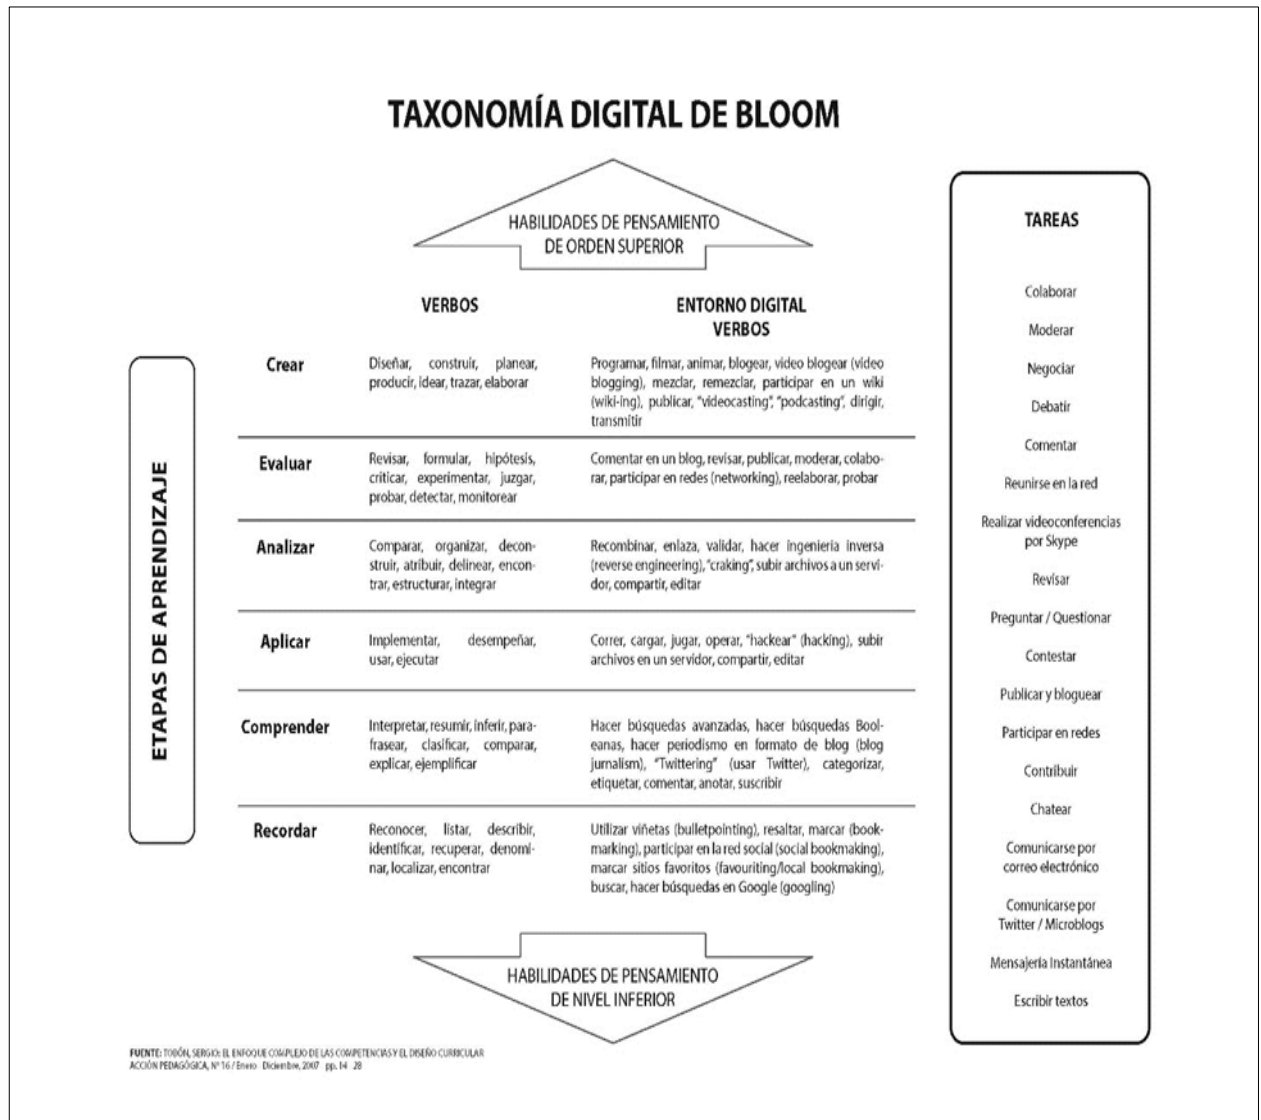 TAXONOMÍA DIGITAL DE BLOOM
HABILIDADES DE PENSAMIENTO
DE ORDEN SUPERIOR
VERBOS
ENTORNO DIGITAL
VERBOS
ETAPAS DE APRENDIZAJE
Crear
Diseñar, construir, planear,
producir, idear, trazar, elaborar
Programar, filmar, animar, blogear, video blogear (video
blogging), mezclar, remezclar, participar en un wiki
(wiki-ing), publicar, "videocasting", "podcasting", dirigir,
transmitir
Evaluar
Revisar, formular, hipótesis,
criticar, experimentar, juzgar,
probar, detectar, monitorear
Comentar en un blog, revisar, publicar, moderar, colabo-
rar, participar en redes (networking), reelaborar, probar
Analizar
Comparar, organizar, decon-
struir, atribuir, delinear, encon-
trar, estructurar, integrar
Recombinar, enlaza, validar, hacer ingenieria inversa
(reverse engineering), "craking", subir archivos a un servi-
dor, compartir, editar
Aplicar
Implementar, desempeñar,
usar, ejecutar
Correr, cargar, jugar, operar, "hackear" (hacking), subir
archivos en un servidor, compartir, editar
Comprender
Interpretar, resumir, inferir, para-
frasear, clasificar, comparar,
explicar, ejemplificar
Hacer búsquedas avanzadas, hacer búsquedas Bool-
eanas, hacer periodismo en formato de blog (blog
jurnalism), "Twittering" (usar Twitter), categorizar,
etiquetar, comentar, anotar, suscribir
Recordar
Reconocer, listar, describir,
identificar, recuperar, denomi-
nar, localizar, encontrar
Utilizar viñetas (bulletpointing), resaltar, marcar (book-
marking), participar en la red social (social bookmaking),
marcar sitios favoritos (favouriting/local bookmaking),
buscar, hacer búsquedas en Google (googling)
HABILIDADES DE PENSAMIENTO
DE NIVEL INFERIOR
TAREAS
Colaborar
Moderar
Negociar
Debatir
Comentar
Reunirse en la red
Realizar videoconferencias
por Skype
Revisar
Preguntar / Questionar
Contestar
Publicar y bloguear
Participar en redes
Contribuir
Chatear
Comunicarse por
correo electrónico
Comunicarse por
Twitter / Microblogs
Mensajería Instantánea
Escribir textos
FUENTE: TOBÓN, SERGIO: EL ENFOQUE COMPLEJO DE LAS COMPETENCIAS Y EL DISEÑO CURRICULAR
ACCIÓN PEDAGÓGICA, Nº 16 / Enero Diciembre, 2007 pp. 14 28